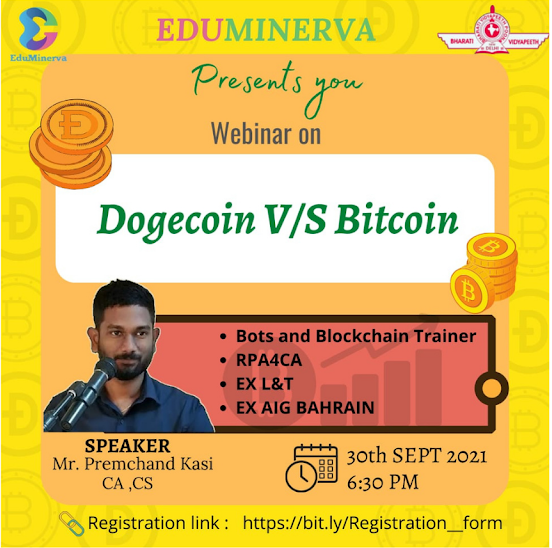 EDUMINERVA
EduMinerva
BHARATI VIDYAPEETH
Presents you
Webinar on
Dogecoin V/S Bitcoin
• Bots and Blockchain Trainer
• RPA4CA
• EX L&T
• EX AIG BAHRAIN
SPEAKER
Mr. Premchand Kasi
CA ,CS
30th SEPT 2021
6:30 PM
Registration link : https://bit.ly/Registration__form